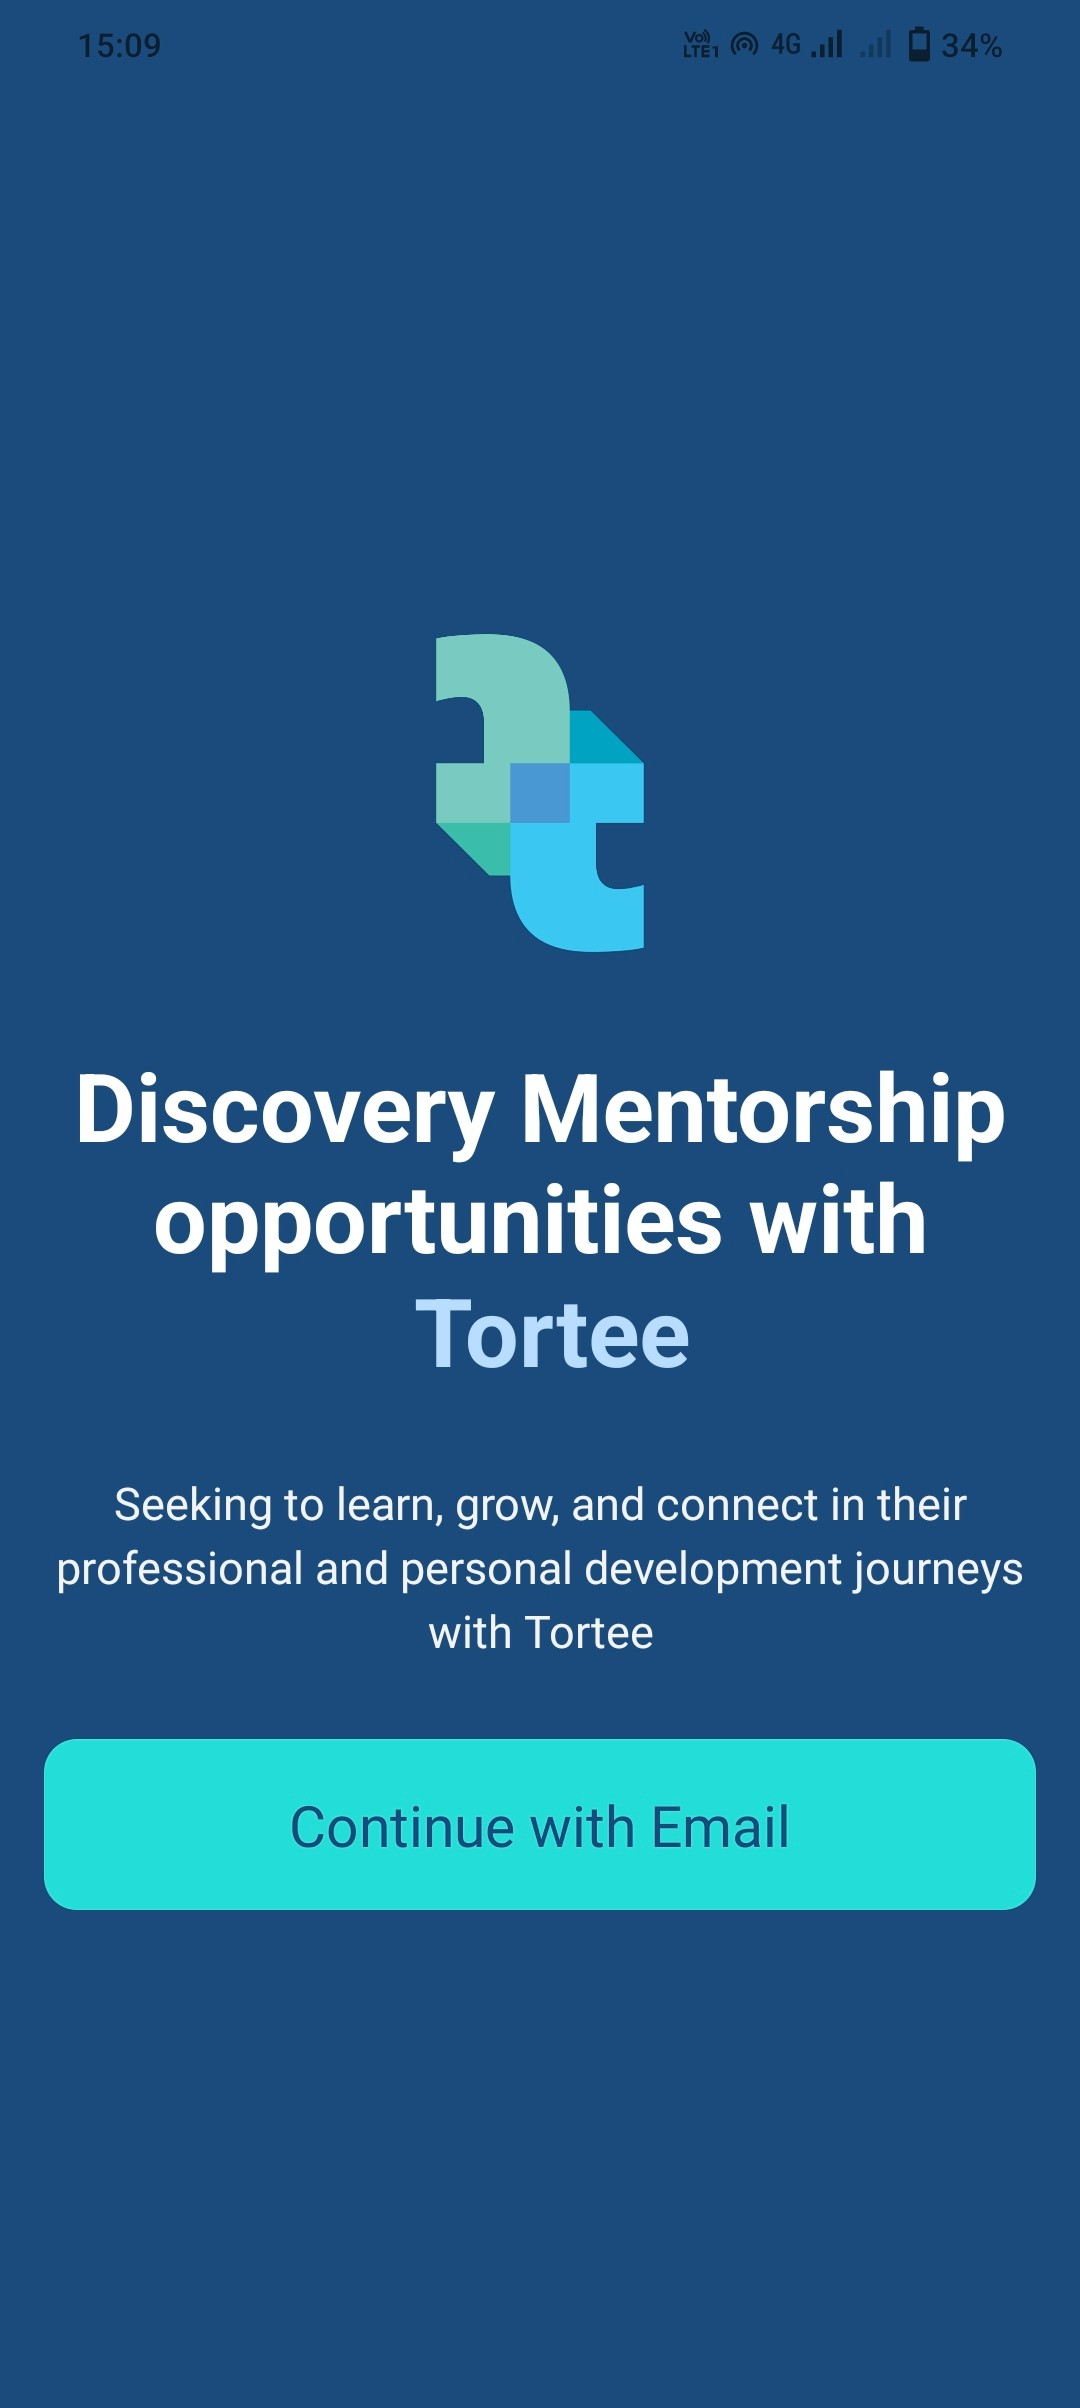 15:09 VoLTE1 4G 34%
Discovery Mentorship
opportunities with
Tortee
Seeking to learn, grow, and connect in their
professional and personal development journeys
with Tortee
Continue with Email